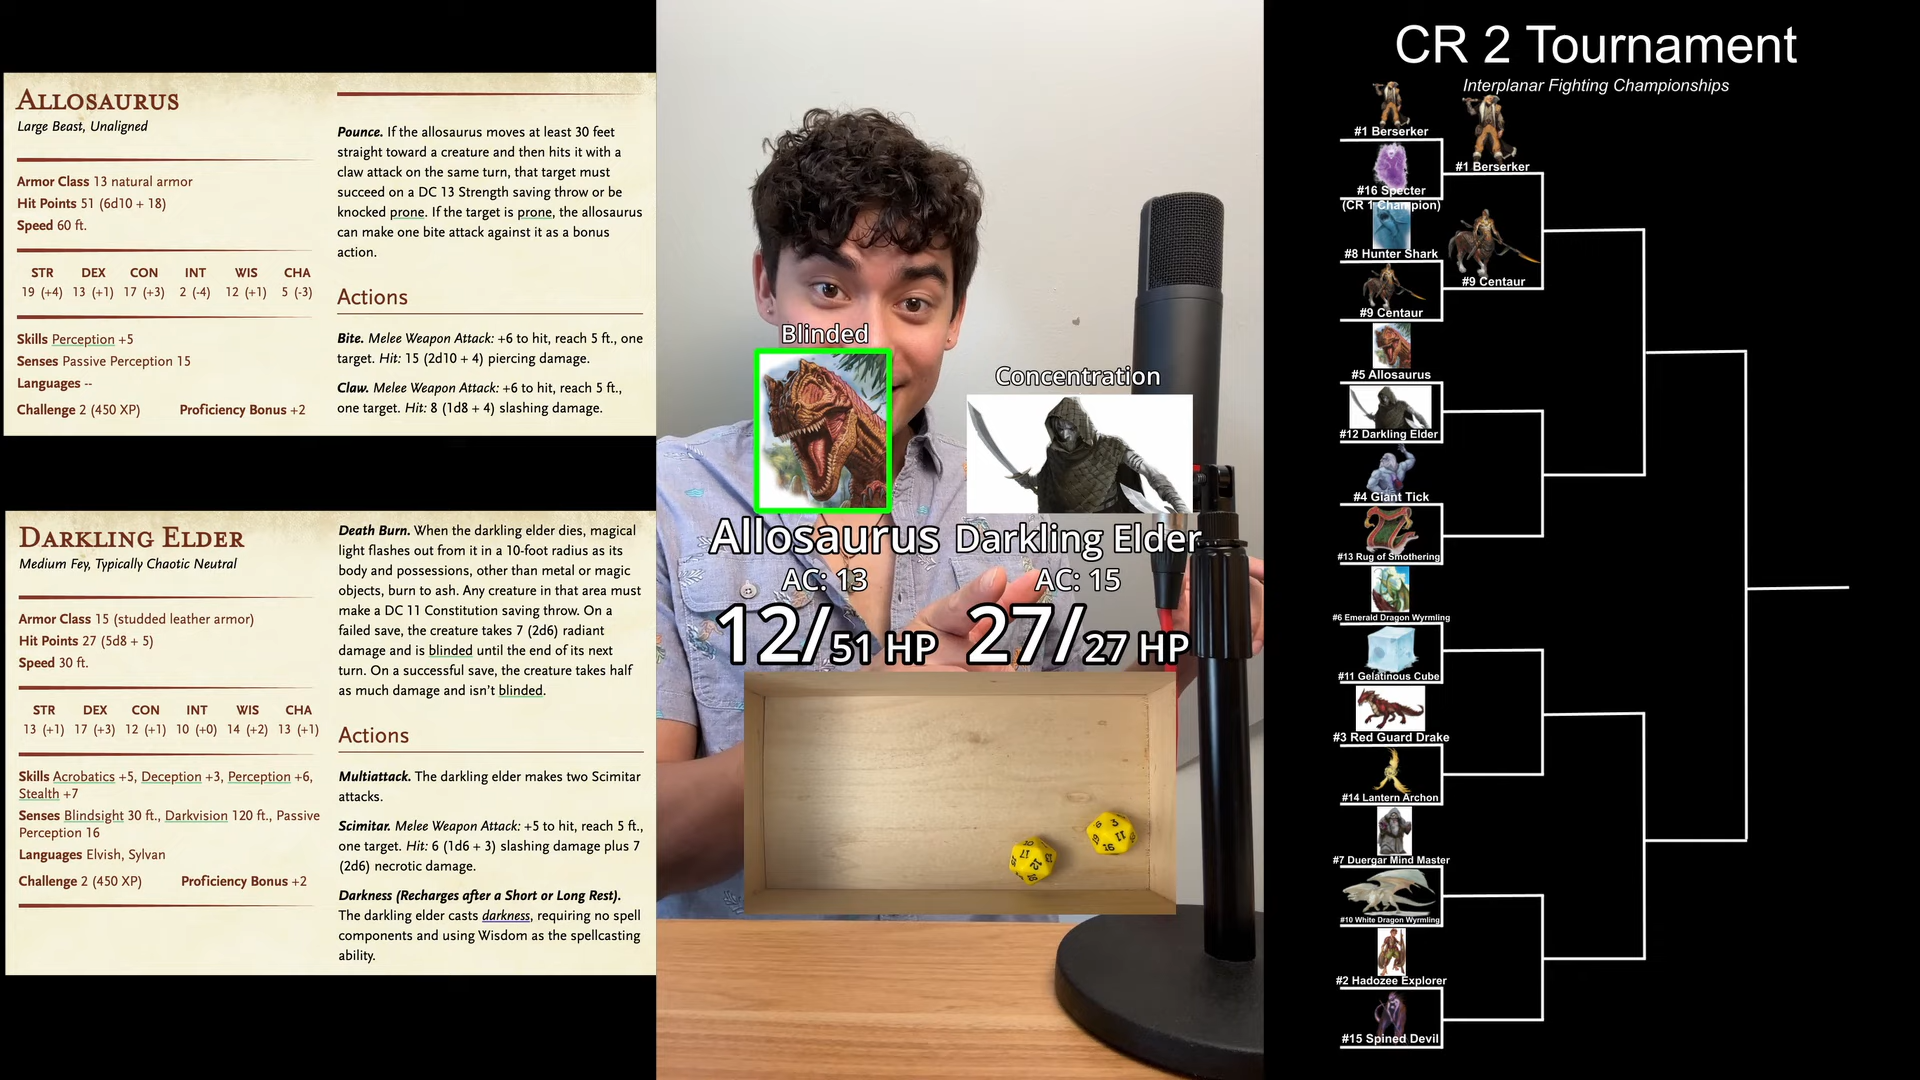 ALLOSAURUS
Large Beast, Unaligned
Armor Class 13 natural armor
Hit Points 51 (6d10 + 18)
Speed 60 ft.
STR DEX CON INT WIS CHA
19 (+4) 13 (+1) 17 (+3) 2 (-4) 12 (+1) 5 (-3)
Skills Perception +5
Senses Passive Perception 15
Languages --
Challenge 2 (450 XP) Proficiency Bonus +2
Pounce. If the allosaurus moves at least 30 feet
straight toward a creature and then hits it with a
claw attack on the same turn, that target must
succeed on a DC 13 Strength saving throw or be
knocked prone. If the target is prone, the allosaurus
can make one bite attack against it as a bonus
action.
Actions
Bite. Melee Weapon Attack: +6 to hit, reach 5 ft., one
target. Hit: 15 (2d10 + 4) piercing damage.
Claw. Melee Weapon Attack: +6 to hit, reach 5 ft.,
one target. Hit: 8 (1d8 + 4) slashing damage.
DARKLING ELDER
Medium Fey, Typically Chaotic Neutral
Armor Class 15 (studded leather armor)
Hit Points 27 (5d8 + 5)
Speed 30 ft.
STR DEX CON INT WIS CHA
13 (+1) 17 (+3) 12 (+1) 10 (+0) 14 (+2) 13 (+1)
Skills Acrobatics +5, Deception +3, Perception +6,
Stealth +7
Senses Blindsight 30 ft., Darkvision 120 ft., Passive
Perception 16
Languages Elvish, Sylvan
Challenge 2 (450 XP) Proficiency Bonus +2
Death Burn. When the darkling elder dies, magical
light flashes out from it in a 10-foot radius as its
body and possessions, other than metal or magic
objects, burn to ash. Any creature in that area must
make a DC 11 Constitution saving throw. On a
failed save, the creature takes 7 (2d6) radiant
damage and is blinded until the end of its next
turn. On a successful save, the creature takes half
as much damage and isn't blinded.
Actions
Multiattack. The darkling elder makes two Scimitar
attacks.
Scimitar. Melee Weapon Attack: +5 to hit, reach 5 ft.,
one target. Hit: 6 (1d6 + 3) slashing damage plus 7
(2d6) necrotic damage.
Darkness (Recharges after a Short or Long Rest).
The darkling elder casts darkness, requiring no spell
components and using Wisdom as the spellcasting
ability.
Blinded
Allosaurus
AC: 13
12/51 HP
Concentration
Darkling Elder
AC: 15
27/27 HP
CR 2 Tournament
Interplanar Fighting Championships
#1 Berserker
#16 Specter
(CR 1 Champion)
#8 Hunter Shark
#9 Centaur
#5 Allosaurus
#12 Darkling Elder
#4 Giant Tick
#13 Rug of Smothering
#6 Emerald Dragon Wyrmling
#11 Gelatinous Cube
#3 Red Guard Drake
#14 Lantern Archon
#7 Duergar Mind Master
#10 White Dragon Wyrmling
#2 Hadozee Explorer
#15 Spined Devil
#1 Berserker
#9 Centaur